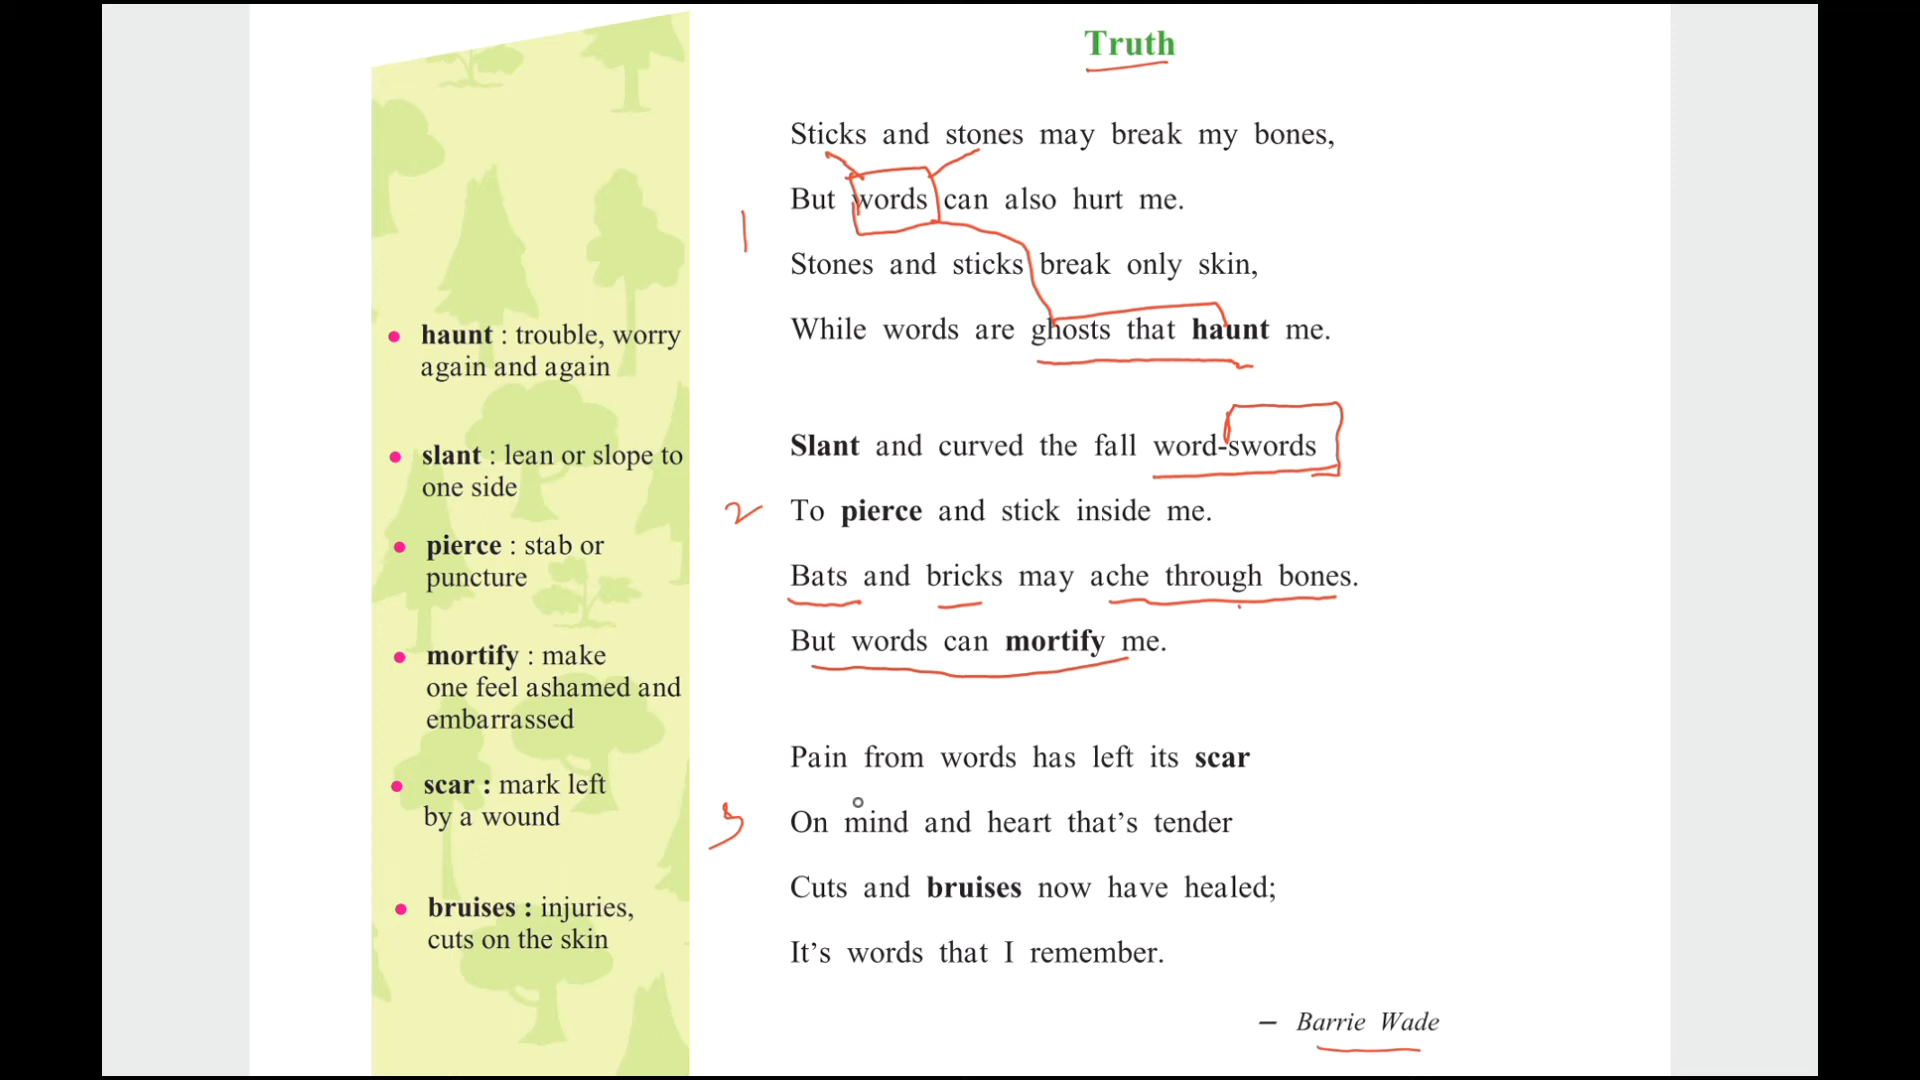 Truth
Sticks and stones may break my bones,
But words can also hurt me.
1
Stones and sticks break only skin,
While words are ghosts that haunt me.
Slant and curved the fall word-swords
2
To pierce and stick inside me.
Bats and bricks may ache through bones.
But words can mortify me.
Pain from words has left its scar
3
On mind and heart that's tender
Cuts and bruises now have healed;
It's words that I remember.
– Barrie Wade
• haunt : trouble, worry
again and again
• slant : lean or slope to
one side
• pierce : stab or
puncture
• mortify : make
one feel ashamed and
embarrassed
• scar : mark left
by a wound
• bruises : injuries,
cuts on the skin